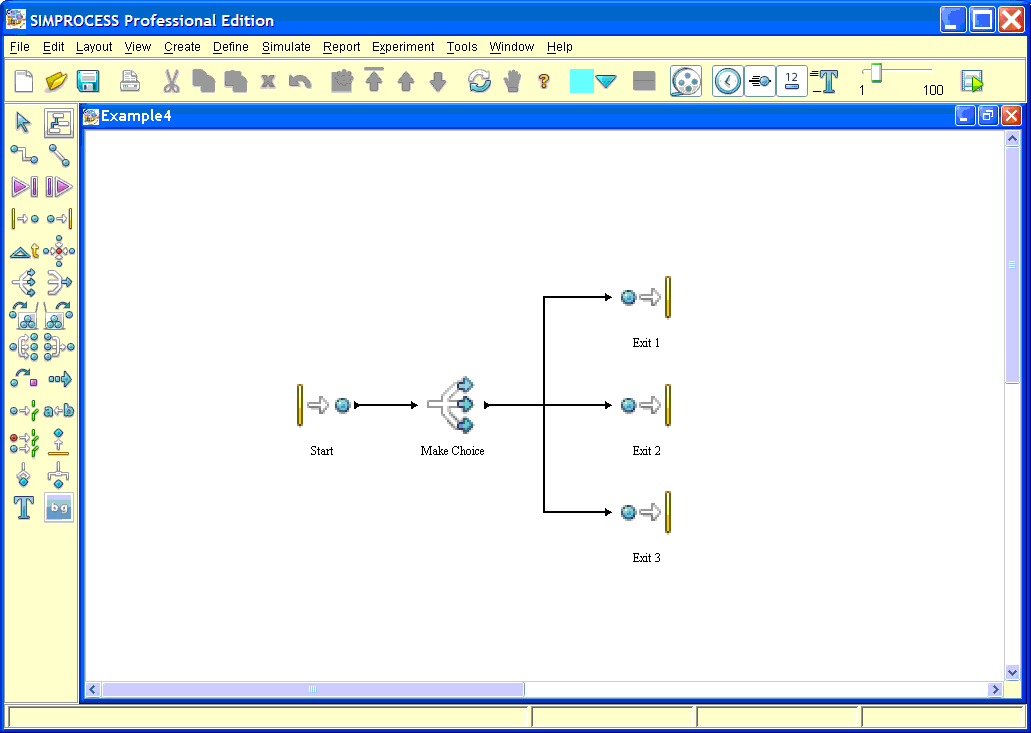 SIMPROCESS Professional Edition
File Edit Layout View Create Define Simulate Report Experiment Tools Window Help
? 12 T 1 100
Example4
t
a b
T bg
Exit 1
Start Make Choice Exit 2
Exit 3